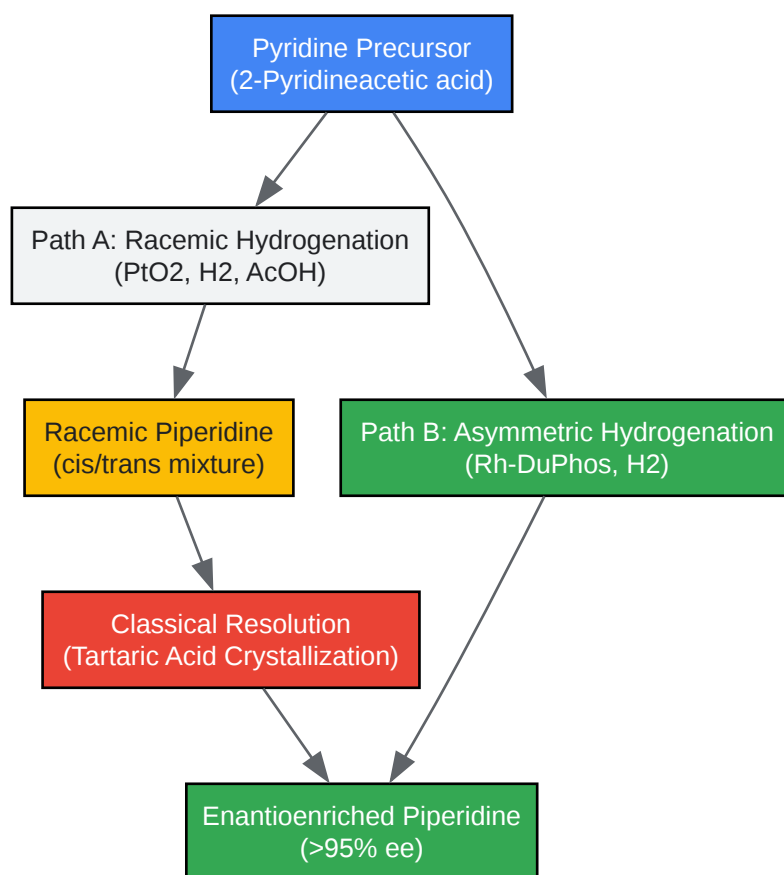 Pyridine Precursor
(2-Pyridineacetic acid)
Path A: Racemic Hydrogenation
(PtO2, H2, AcOH)
Racemic Piperidine
(cis/trans mixture)
Path B: Asymmetric Hydrogenation
(Rh-DuPhos, H2)
Classical Resolution
(Tartaric Acid Crystallization)
Enantioenriched Piperidine
(>95% ee)